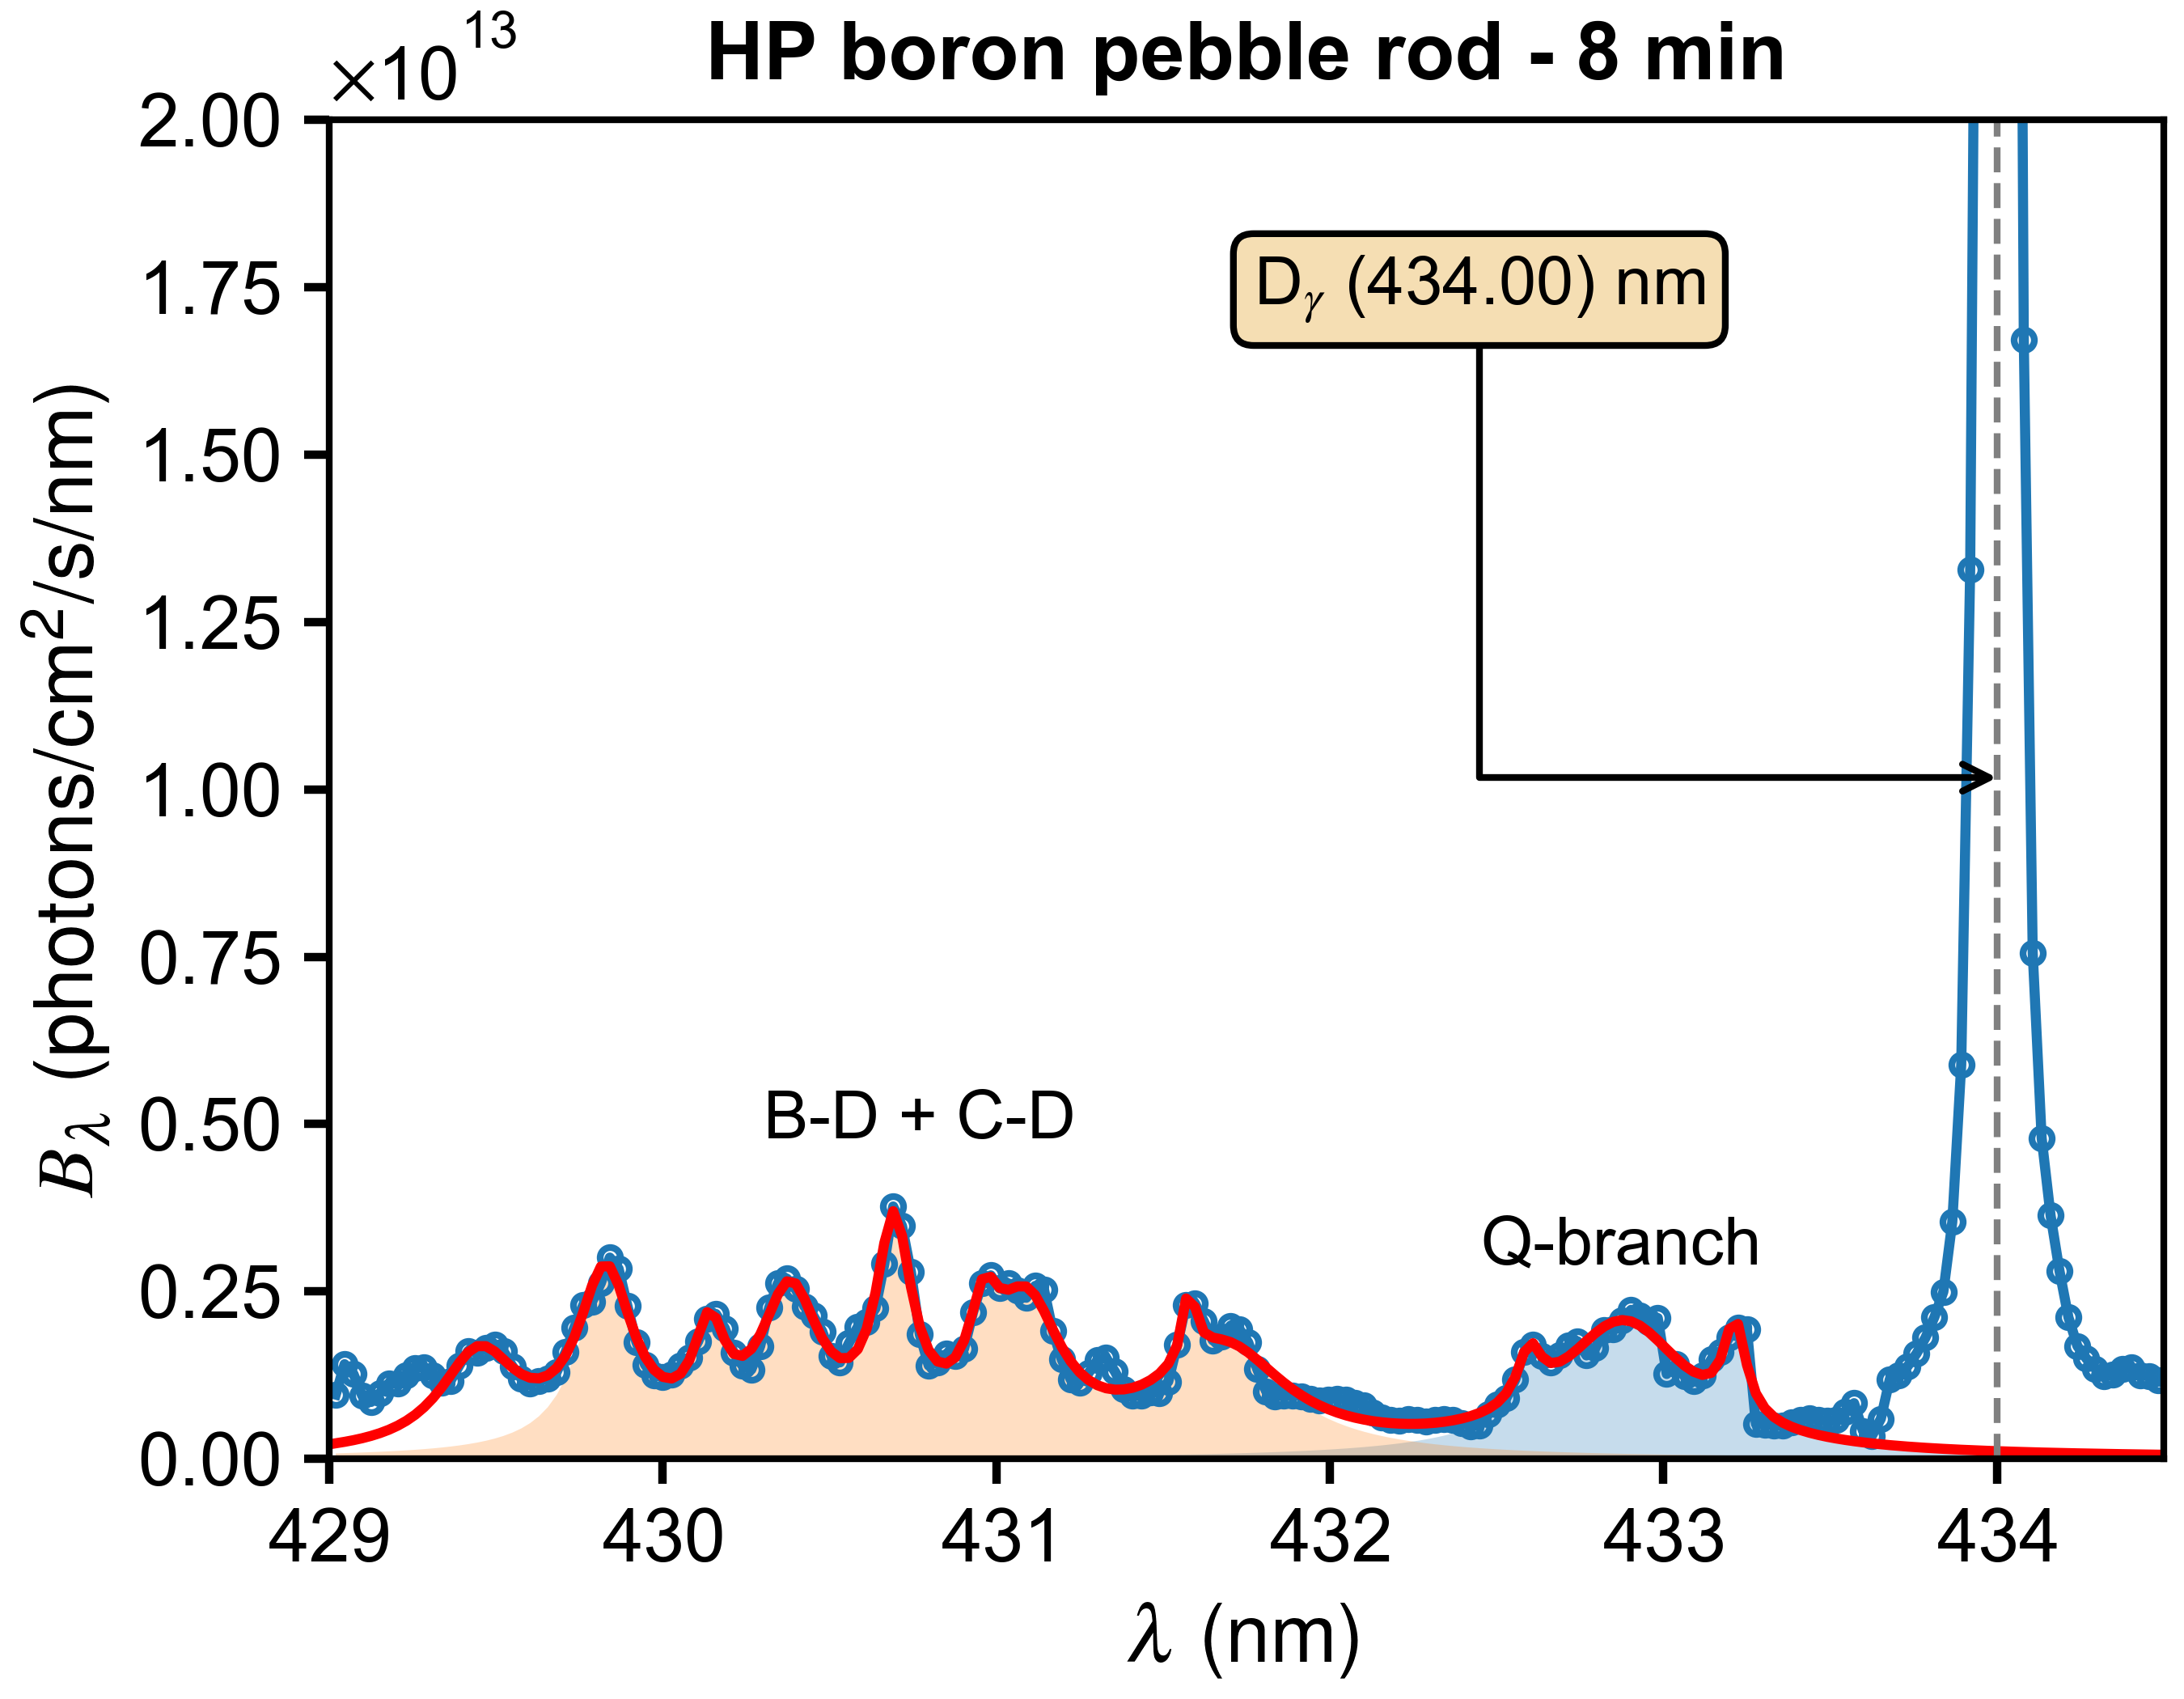 ×10^13
HP boron pebble rod - 8 min
2.00
1.75
1.50
1.25
1.00
0.75
0.50
0.25
0.00
B_λ (photons/cm²/s/nm)
D_γ (434.00) nm
B-D + C-D
Q-branch
429 430 431 432 433 434
λ (nm)